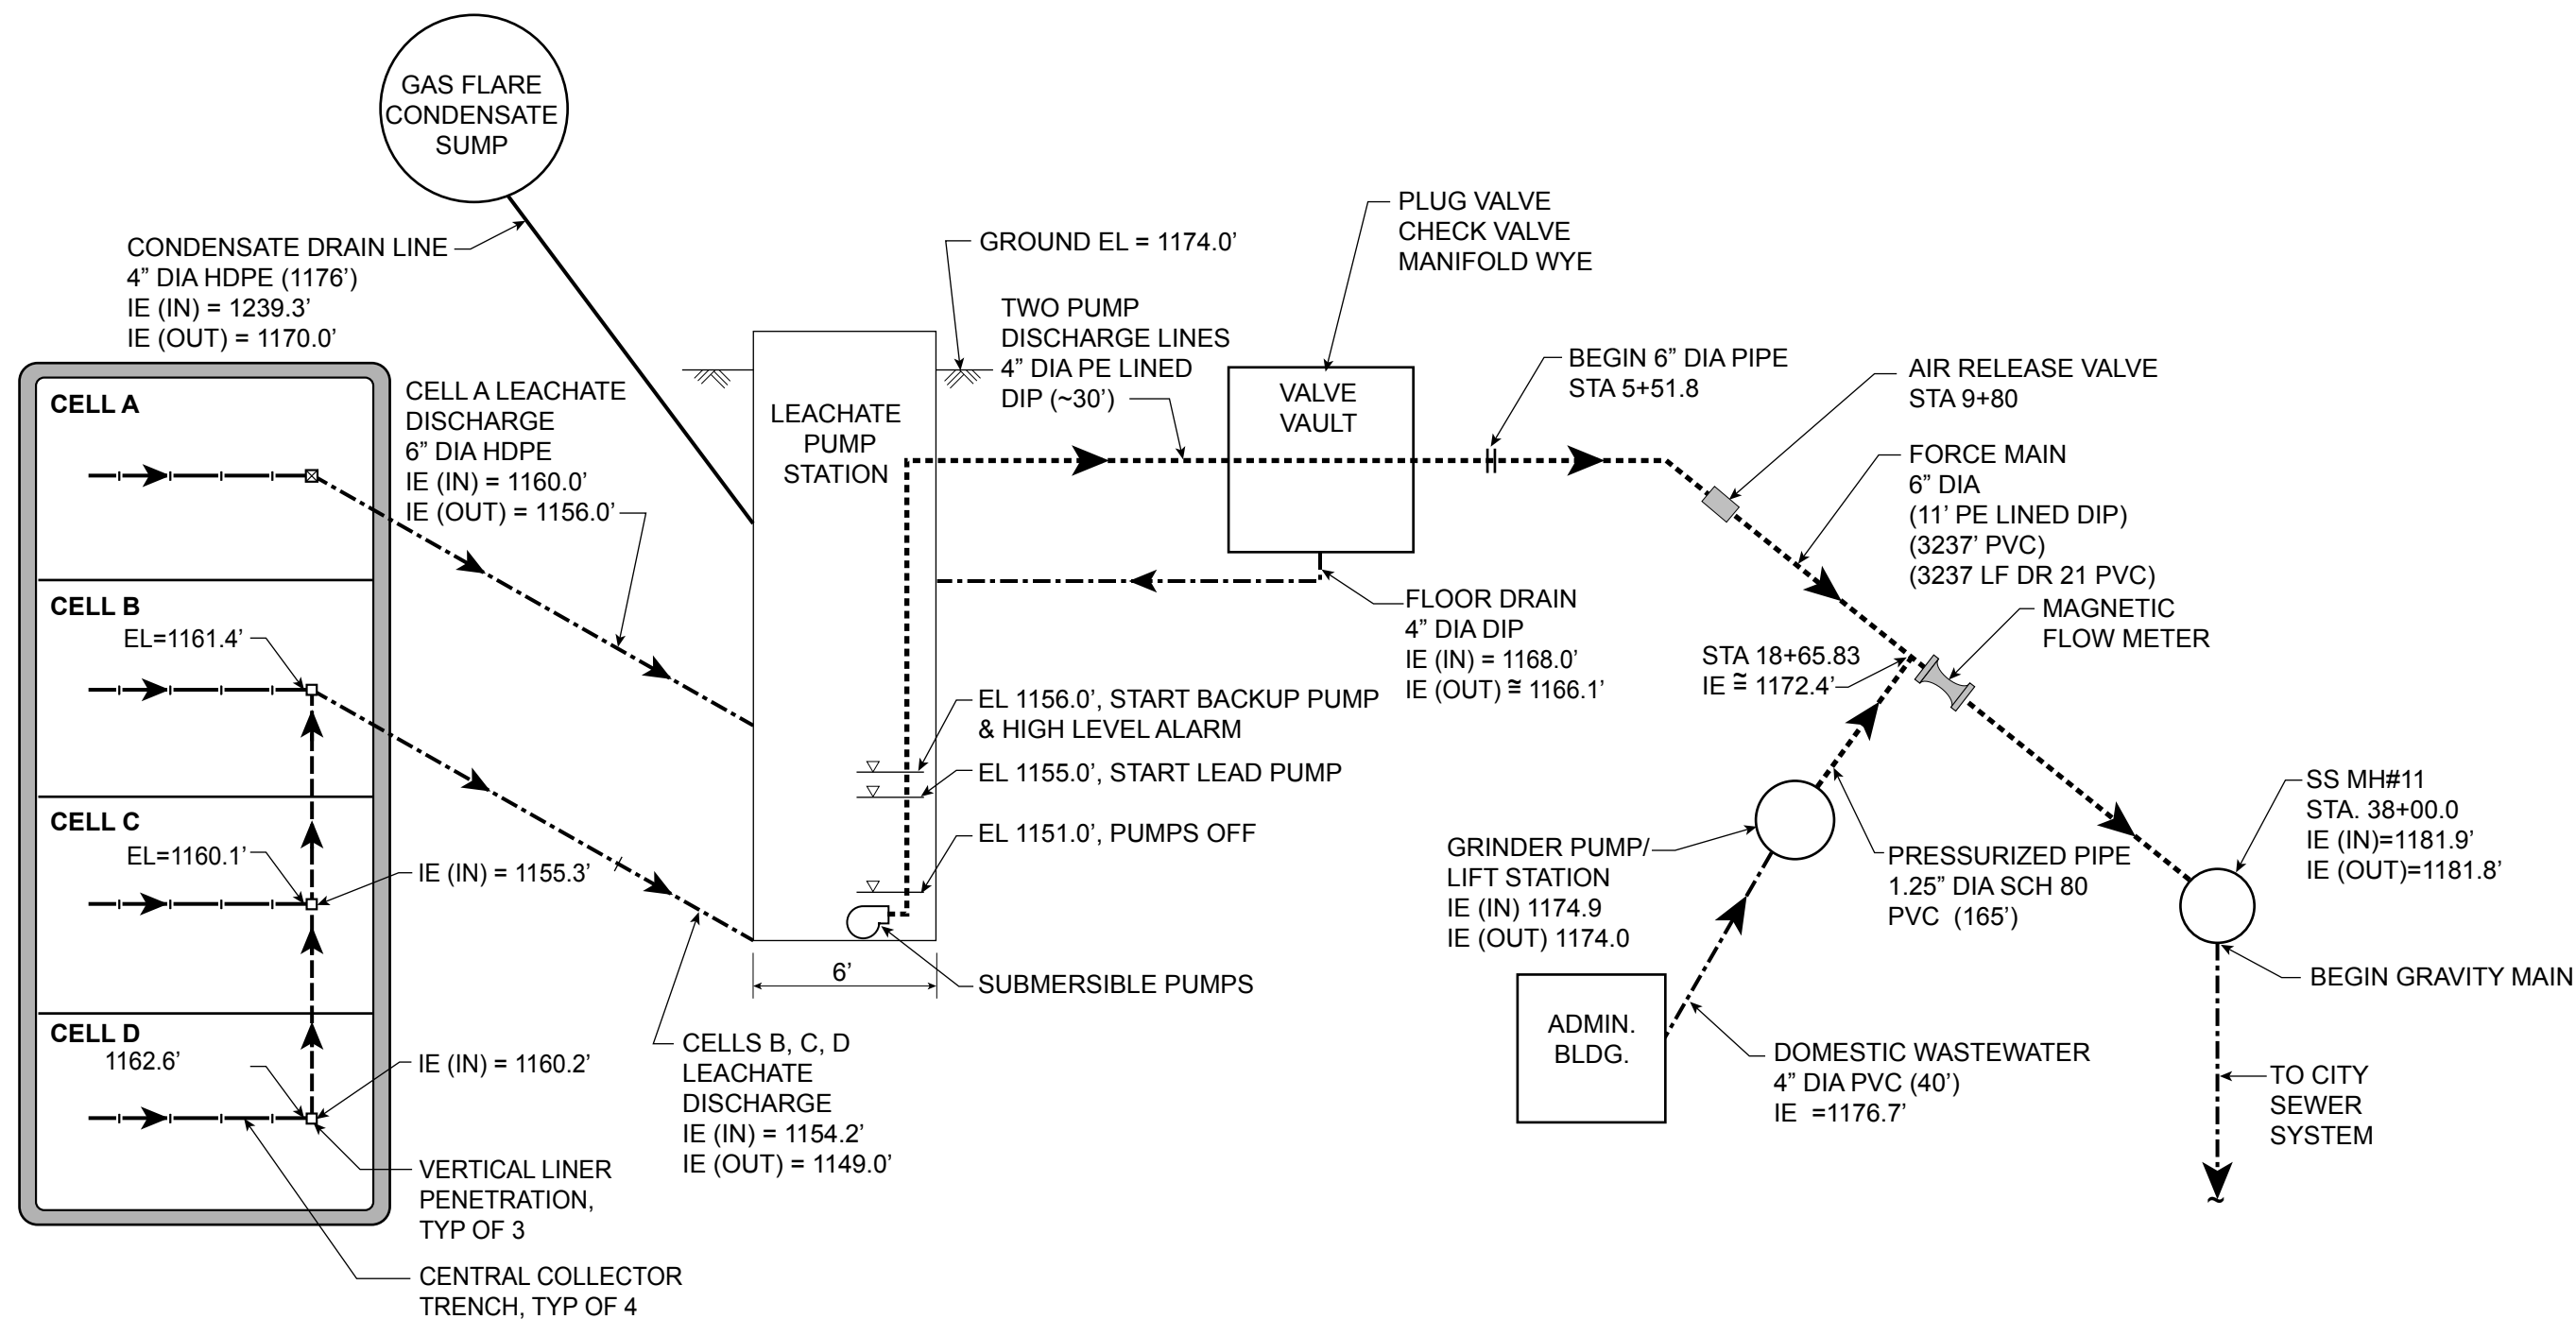 GAS FLARE
CONDENSATE
SUMP
CONDENSATE DRAIN LINE
4” DIA HDPE (1176’)
IE (IN) = 1239.3’
IE (OUT) = 1170.0’
CELL A
CELL A LEACHATE
DISCHARGE
6” DIA HDPE
IE (IN) = 1160.0’
IE (OUT) = 1156.0’
CELL B
EL=1161.4’
CELL C
EL=1160.1’
IE (IN) = 1155.3’
CELL D
1162.6’
IE (IN) = 1160.2’
VERTICAL LINER
PENETRATION,
TYP OF 3
CENTRAL COLLECTOR
TRENCH, TYP OF 4
CELLS B, C, D
LEACHATE
DISCHARGE
IE (IN) = 1154.2’
IE (OUT) = 1149.0’
LEACHATE
PUMP
STATION
6’
GROUND EL = 1174.0’
TWO PUMP
DISCHARGE LINES
4” DIA PE LINED
DIP (~30’)
EL 1156.0’, START BACKUP PUMP
& HIGH LEVEL ALARM
EL 1155.0’, START LEAD PUMP
EL 1151.0’, PUMPS OFF
SUBMERSIBLE PUMPS
PLUG VALVE
CHECK VALVE
MANIFOLD WYE
VALVE
VAULT
FLOOR DRAIN
4” DIA DIP
IE (IN) = 1168.0’
IE (OUT) ≅ 1166.1’
BEGIN 6” DIA PIPE
STA 5+51.8
AIR RELEASE VALVE
STA 9+80
FORCE MAIN
6” DIA
(11’ PE LINED DIP)
(3237’ PVC)
(3237 LF DR 21 PVC)
MAGNETIC
FLOW METER
STA 18+65.83
IE ≅ 1172.4’
GRINDER PUMP/
LIFT STATION
IE (IN) 1174.9
IE (OUT) 1174.0
PRESSURIZED PIPE
1.25” DIA SCH 80
PVC (165’)
ADMIN.
BLDG.
DOMESTIC WASTEWATER
4” DIA PVC (40’)
IE =1176.7’
SS MH#11
STA. 38+00.0
IE (IN)=1181.9’
IE (OUT)=1181.8’
BEGIN GRAVITY MAIN
TO CITY
SEWER
SYSTEM
~